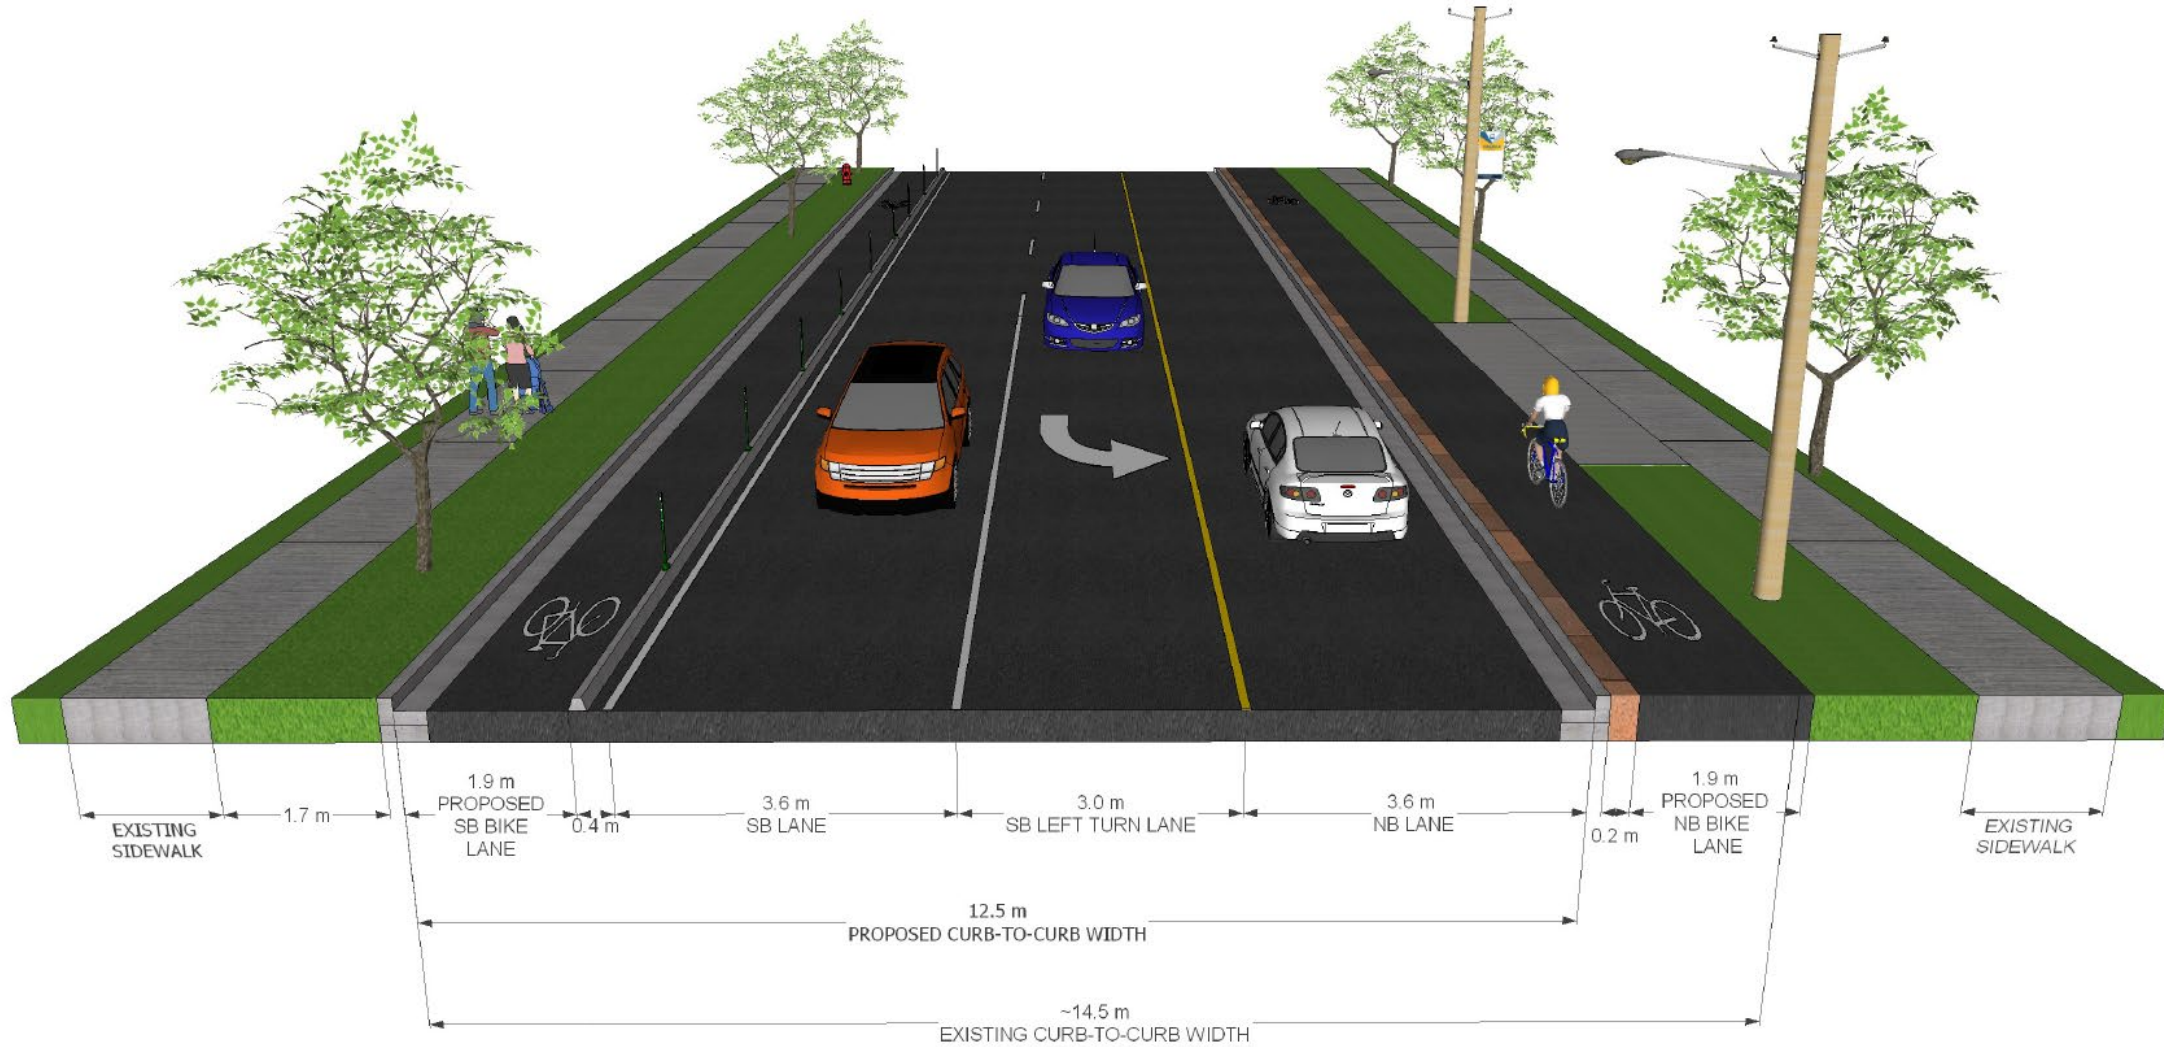 EXISTING
SIDEWALK
1.7 m
1.9 m
PROPOSED
SB BIKE
LANE
0.4 m
3.6 m
SB LANE
3.0 m
SB LEFT TURN LANE
3.6 m
NB LANE
0.2 m
1.9 m
PROPOSED
NB BIKE
LANE
EXISTING
SIDEWALK
12.5 m
PROPOSED CURB-TO-CURB WIDTH
~14.5 m
EXISTING CURB-TO-CURB WIDTH